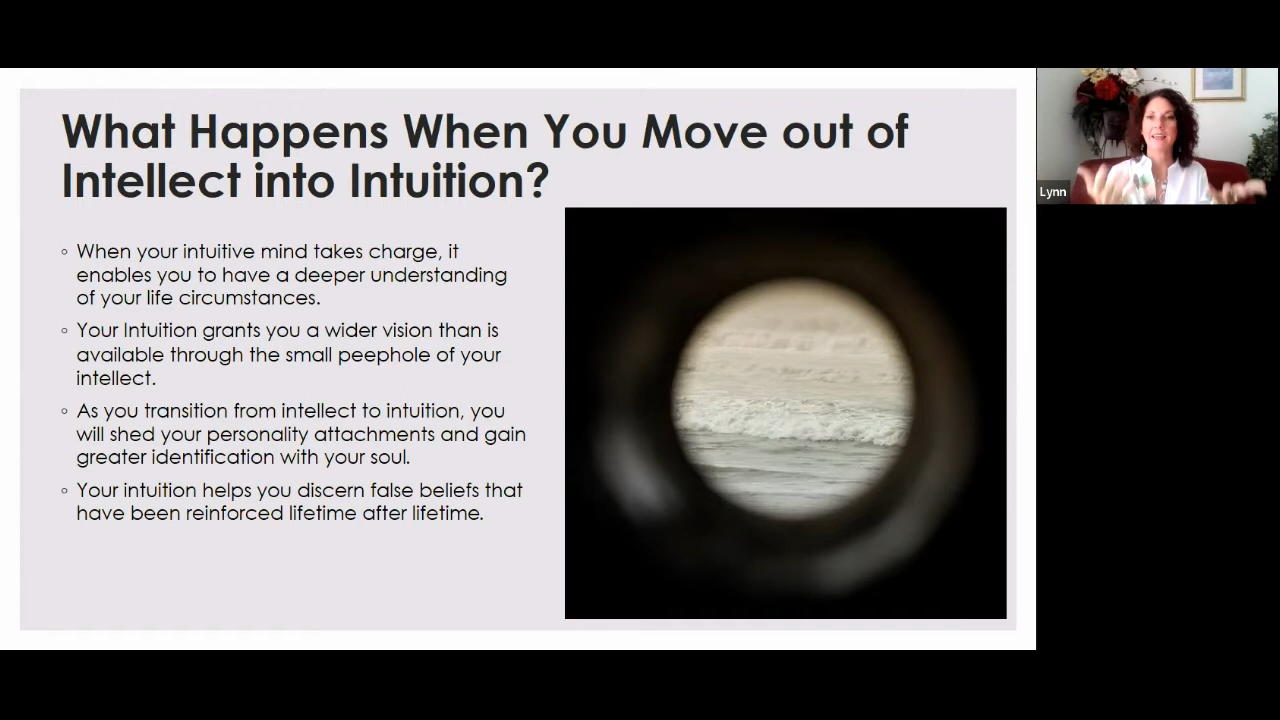 What Happens When You Move out of
Intellect into Intuition?
◦ When your intuitive mind takes charge, it
enables you to have a deeper understanding
of your life circumstances.
◦ Your Intuition grants you a wider vision than is
available through the small peephole of your
intellect.
◦ As you transition from intellect to intuition, you
will shed your personality attachments and gain
greater identification with your soul.
◦ Your intuition helps you discern false beliefs that
have been reinforced lifetime after lifetime.
Lynn